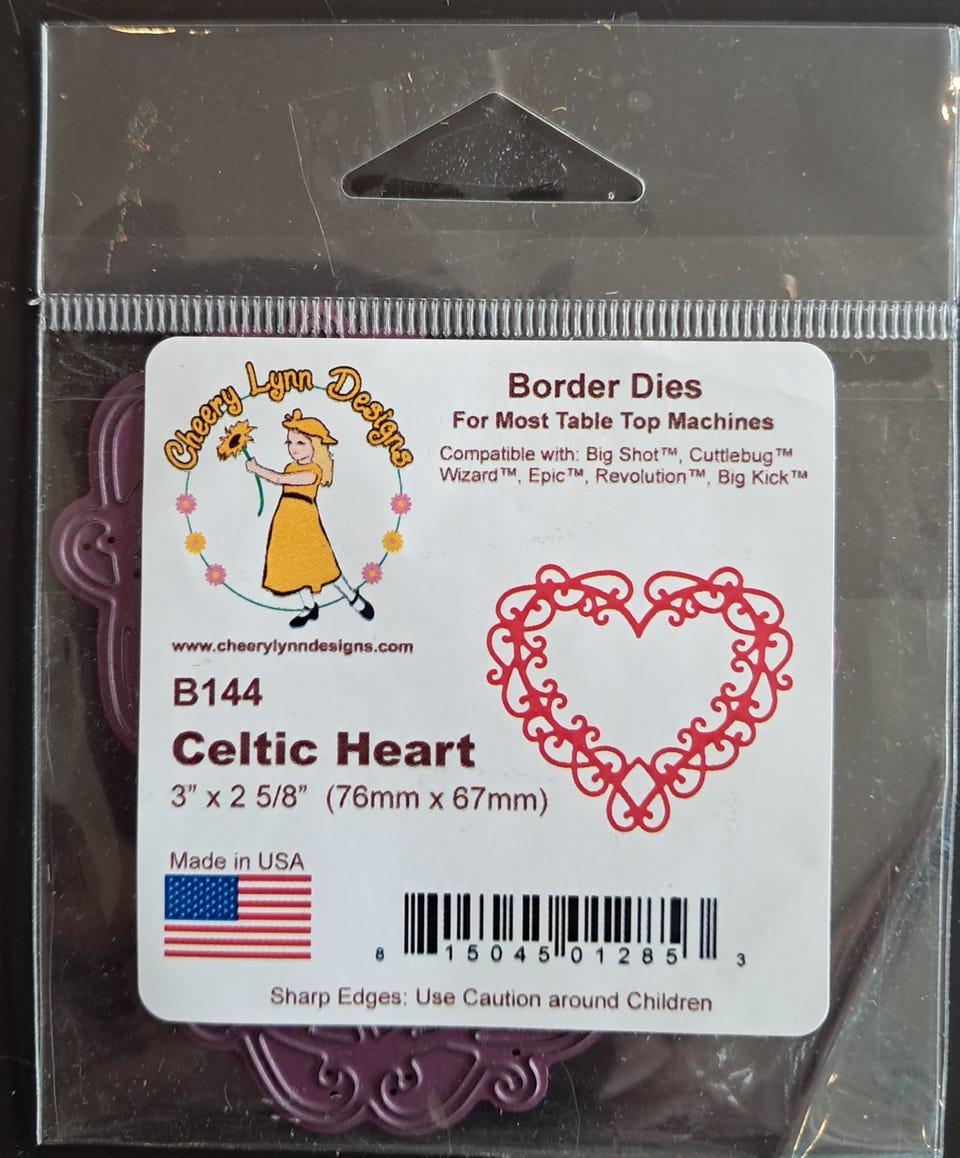 Cheery Lynn Designs
Border Dies
For Most Table Top Machines
Compatible with: Big Shot™, Cuttlebug™
Wizard™, Epic™, Revolution™, Big Kick™
www.cheerylynndesigns.com
B144
Celtic Heart
3” x 2 5/8” (76mm x 67mm)
Made in USA
8 15045 01285 3
Sharp Edges: Use Caution around Children